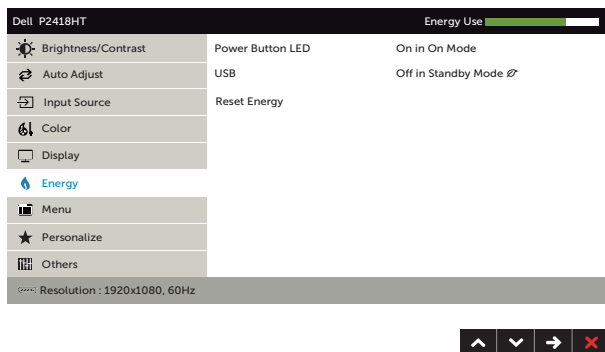 Dell P2418HT Energy Use
Brightness/Contrast Power Button LED On in On Mode
Auto Adjust USB Off in Standby Mode
Input Source Reset Energy
Color
Display
Energy
Menu
Personalize
Others
Resolution : 1920x1080, 60Hz